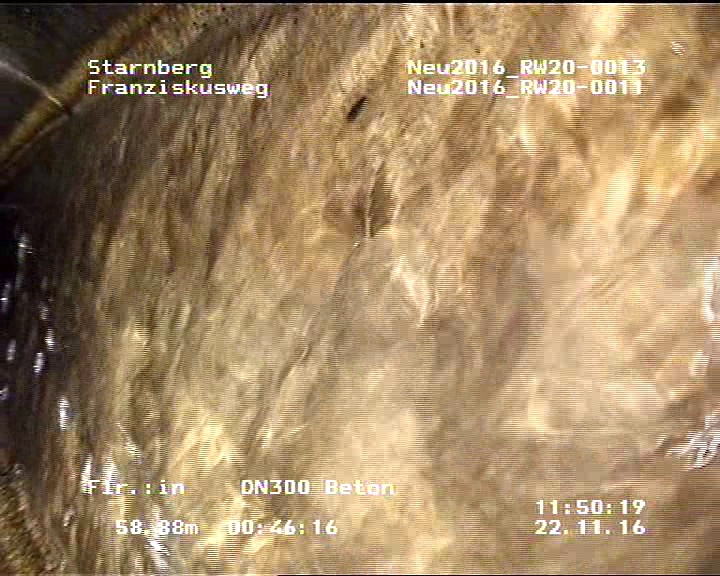 Starnberg
Franziskusweg
Neu2016_RW20-0013
Neu2016_RW20-0011
Fir.:in DN300 Beton
58.88m 00:46:16
11:50:19
22.11.16